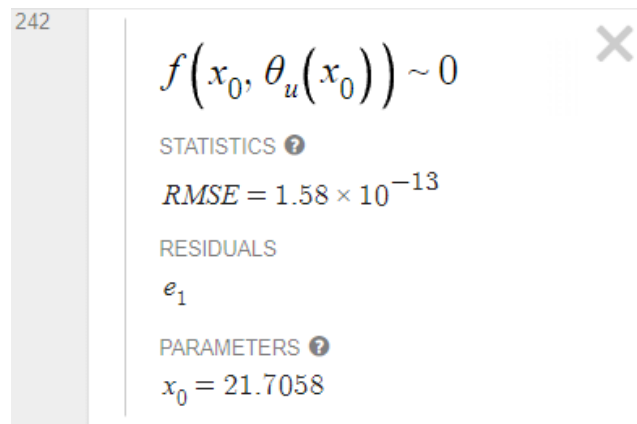 242
f(x₀, θᵤ(x₀)) ~ 0
STATISTICS ?
RMSE = 1.58 × 10⁻¹³
RESIDUALS
e₁
PARAMETERS ?
x₀ = 21.7058